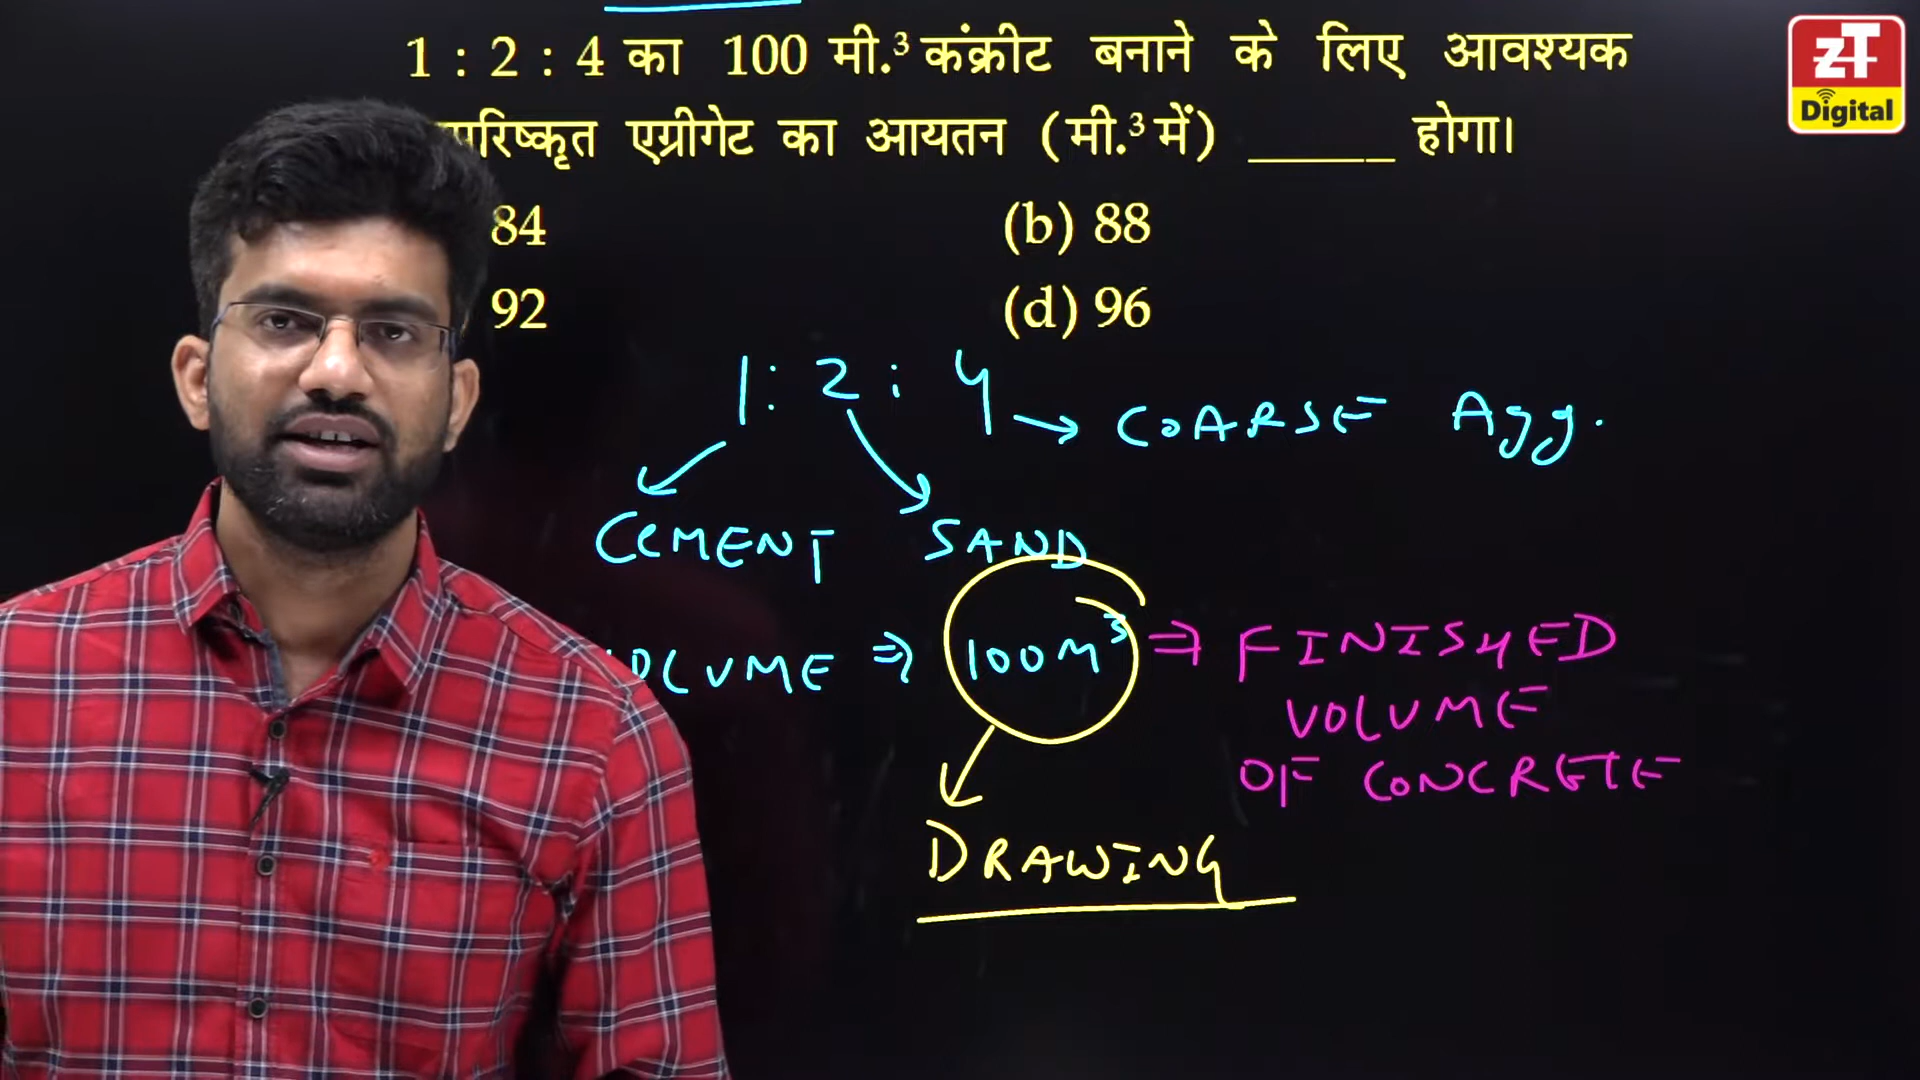 1 : 2 : 4 का 100 मी.³ कंक्रीट बनाने के लिए आवश्यक
एग्रीगेट का आयतन (मी.³ में) _____ होगा।
84 (b) 88
92 (d) 96
1 : 2 : 4 → COARSE Agg.
CEMENT SAND
⇒ 100M³ ⇒ FINISHED
VOLUME
OF CONCRETE
DRAWING
ZT
Digital